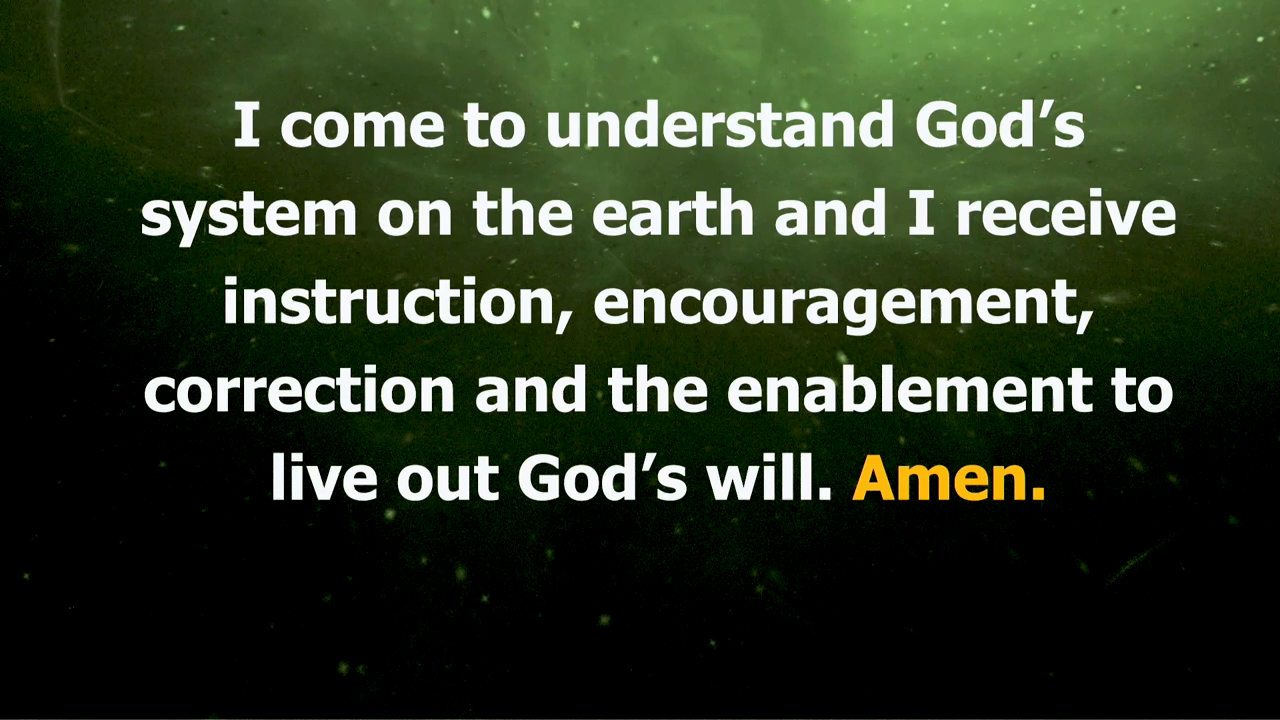 I come to understand God’s
system on the earth and I receive
instruction, encouragement,
correction and the enablement to
live out God’s will. Amen.